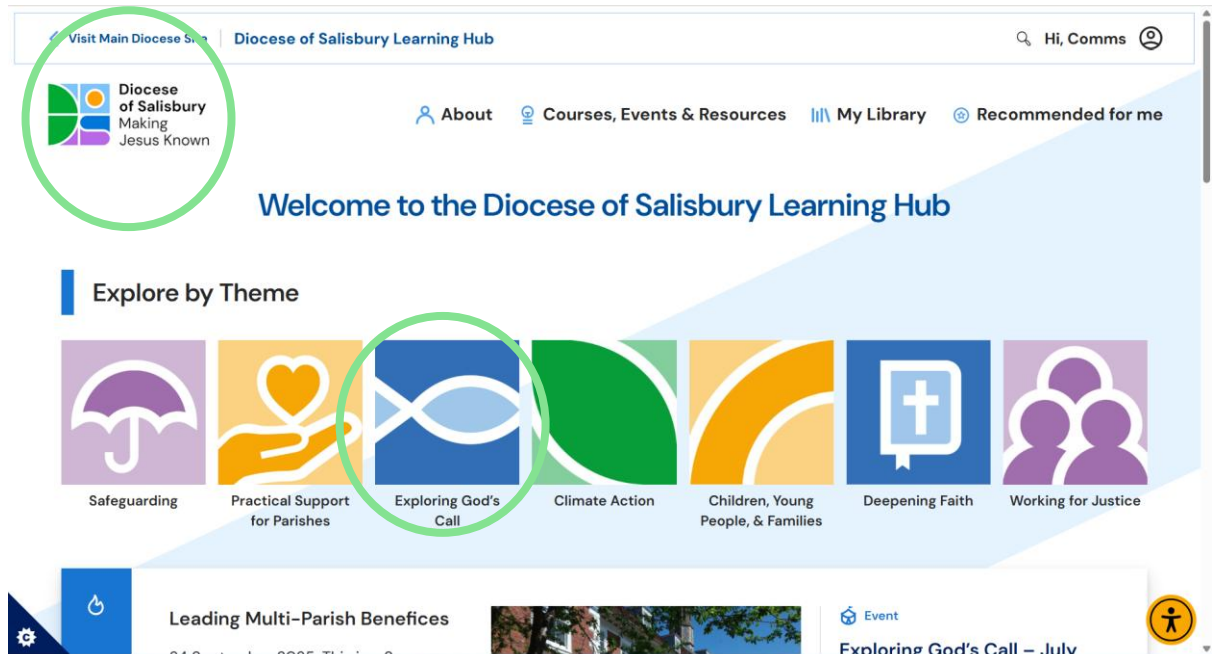 Visit Main Diocese Site
Diocese of Salisbury Learning Hub
Hi, Comms
Diocese
of Salisbury
Making
Jesus Known
About
Courses, Events & Resources
My Library
Recommended for me
Welcome to the Diocese of Salisbury Learning Hub
Explore by Theme
Safeguarding
Practical Support
for Parishes
Exploring God's
Call
Climate Action
Children, Young
People, & Families
Deepening Faith
Working for Justice
Leading Multi-Parish Benefices
Event
Exploring God's Call – July